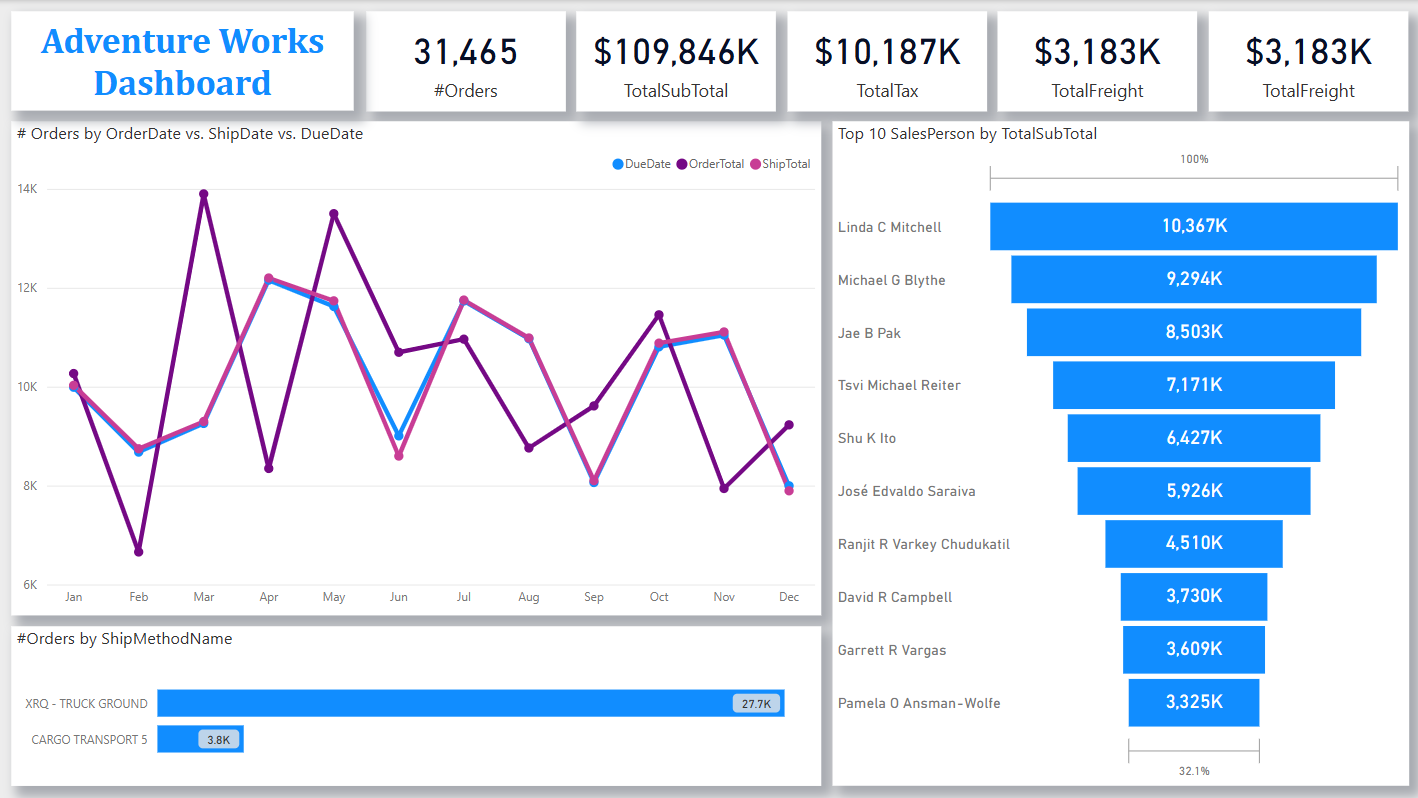 Adventure Works
Dashboard
31,465
#Orders
$109,846K
TotalSubTotal
$10,187K
TotalTax
$3,183K
TotalFreight
$3,183K
TotalFreight
# Orders by OrderDate vs. ShipDate vs. DueDate
DueDate OrderTotal ShipTotal
14K
12K
10K
8K
6K
Jan Feb Mar Apr May Jun Jul Aug Sep Oct Nov Dec
#Orders by ShipMethodName
XRQ - TRUCK GROUND 27.7K
CARGO TRANSPORT 5 3.8K
Top 10 SalesPerson by TotalSubTotal
100%
Linda C Mitchell 10,367K
Michael G Blythe 9,294K
Jae B Pak 8,503K
Tsvi Michael Reiter 7,171K
Shu K Ito 6,427K
José Edvaldo Saraiva 5,926K
Ranjit R Varkey Chudukatil 4,510K
David R Campbell 3,730K
Garrett R Vargas 3,609K
Pamela O Ansman-Wolfe 3,325K
32.1%